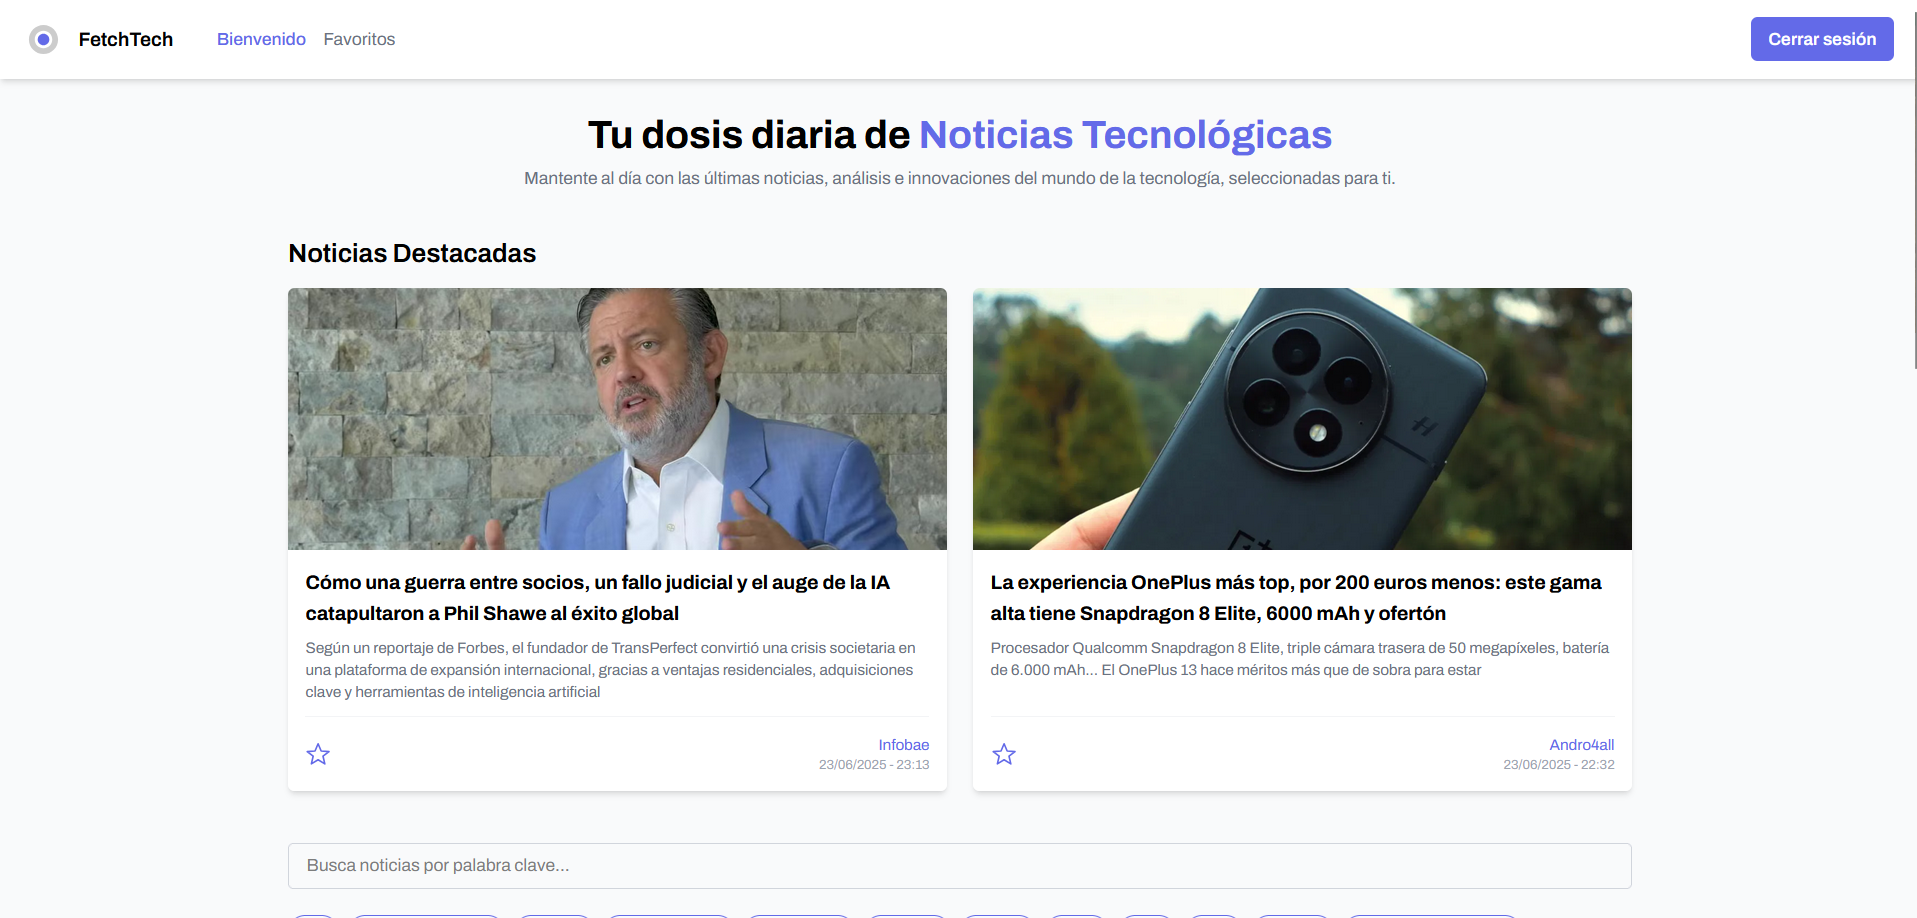 FetchTech
Bienvenido
Favoritos
Cerrar sesión
Tu dosis diaria de Noticias Tecnológicas
Mantente al día con las últimas noticias, análisis e innovaciones del mundo de la tecnología, seleccionadas para ti.
Noticias Destacadas
Cómo una guerra entre socios, un fallo judicial y el auge de la IA
catapultaron a Phil Shawe al éxito global
Según un reportaje de Forbes, el fundador de TransPerfect convirtió una crisis societaria en
una plataforma de expansión internacional, gracias a ventajas residenciales, adquisiciones
clave y herramientas de inteligencia artificial
Infobae
23/06/2025 - 23:13
La experiencia OnePlus más top, por 200 euros menos: este gama
alta tiene Snapdragon 8 Elite, 6000 mAh y ofertón
Procesador Qualcomm Snapdragon 8 Elite, triple cámara trasera de 50 megapíxeles, batería
de 6.000 mAh... El OnePlus 13 hace méritos más que de sobra para estar
Andro4all
23/06/2025 - 22:32
Busca noticias por palabra clave...